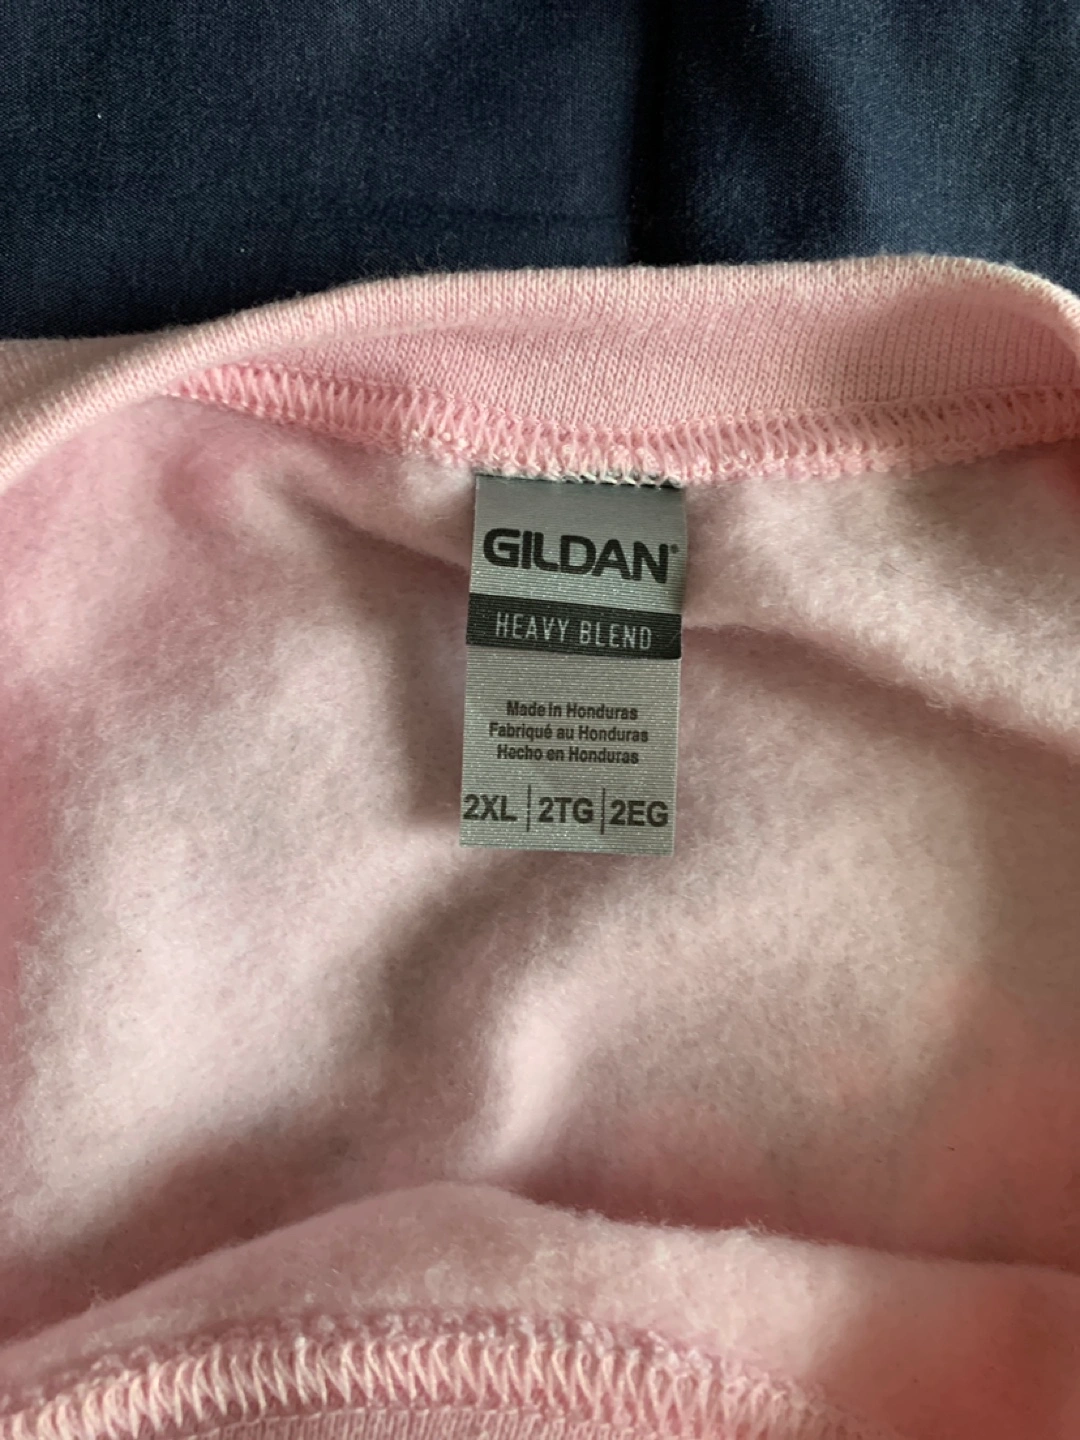 GILDAN®
HEAVY BLEND
Made in Honduras
Fabriqué au Honduras
Hecho en Honduras
2XL | 2TG | 2EG